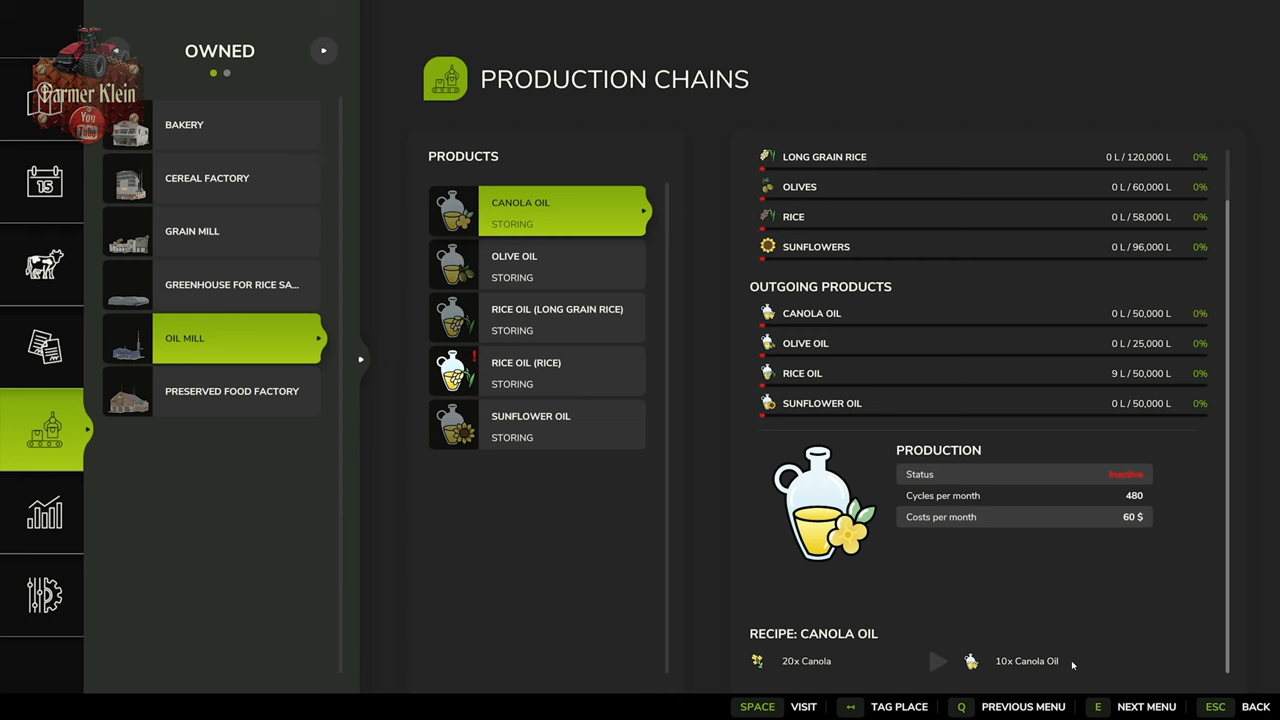 Farmer Klein
You
Tube
15
OWNED
BAKERY
CEREAL FACTORY
GRAIN MILL
GREENHOUSE FOR RICE SA...
OIL MILL
PRESERVED FOOD FACTORY
PRODUCTION CHAINS
PRODUCTS
CANOLA OIL
STORING
OLIVE OIL
STORING
RICE OIL (LONG GRAIN RICE)
STORING
RICE OIL (RICE)
STORING
SUNFLOWER OIL
STORING
LONG GRAIN RICE 0 L / 120,000 L 0%
OLIVES 0 L / 60,000 L 0%
RICE 0 L / 58,000 L 0%
SUNFLOWERS 0 L / 96,000 L 0%
OUTGOING PRODUCTS
CANOLA OIL 0 L / 50,000 L 0%
OLIVE OIL 0 L / 25,000 L 0%
RICE OIL 9 L / 50,000 L 0%
SUNFLOWER OIL 0 L / 50,000 L 0%
PRODUCTION
Status Inactive
Cycles per month 480
Costs per month 60 $
RECIPE: CANOLA OIL
20x Canola 10x Canola Oil
SPACE VISIT TAG PLACE Q PREVIOUS MENU E NEXT MENU ESC BACK